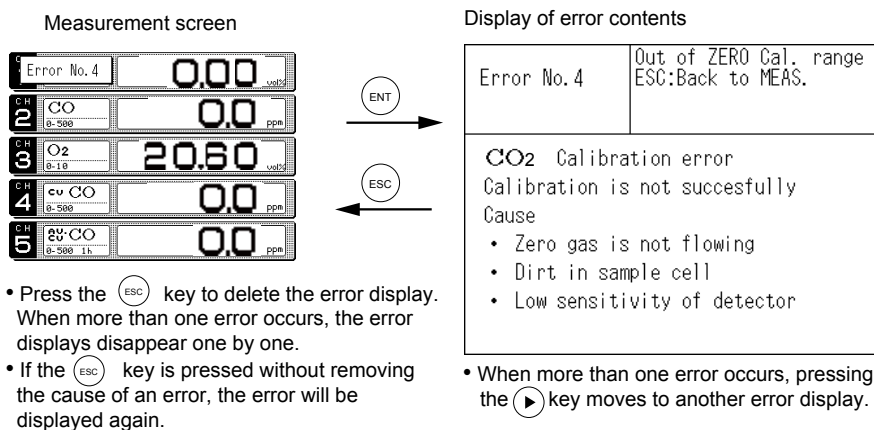 Measurement screen
Error No.4
0.00 vol%
CH 2 CO 0-500 0.0 ppm
CH 3 O2 0-10 20.60 vol%
CH 4 cv CO 0-500 0.0 ppm
CH 5 AV. cv. CO 0-500 1h 0.0 ppm
• Press the ESC key to delete the error display.
When more than one error occurs, the error
displays disappear one by one.
• If the ESC key is pressed without removing
the cause of an error, the error will be
displayed again.
ENT
ESC
Display of error contents
Error No.4
Out of ZERO Cal. range
ESC:Back to MEAS.
CO2 Calibration error
Calibration is not succesfully
Cause
• Zero gas is not flowing
• Dirt in sample cell
• Low sensitivity of detector
• When more than one error occurs, pressing
the ▶ key moves to another error display.